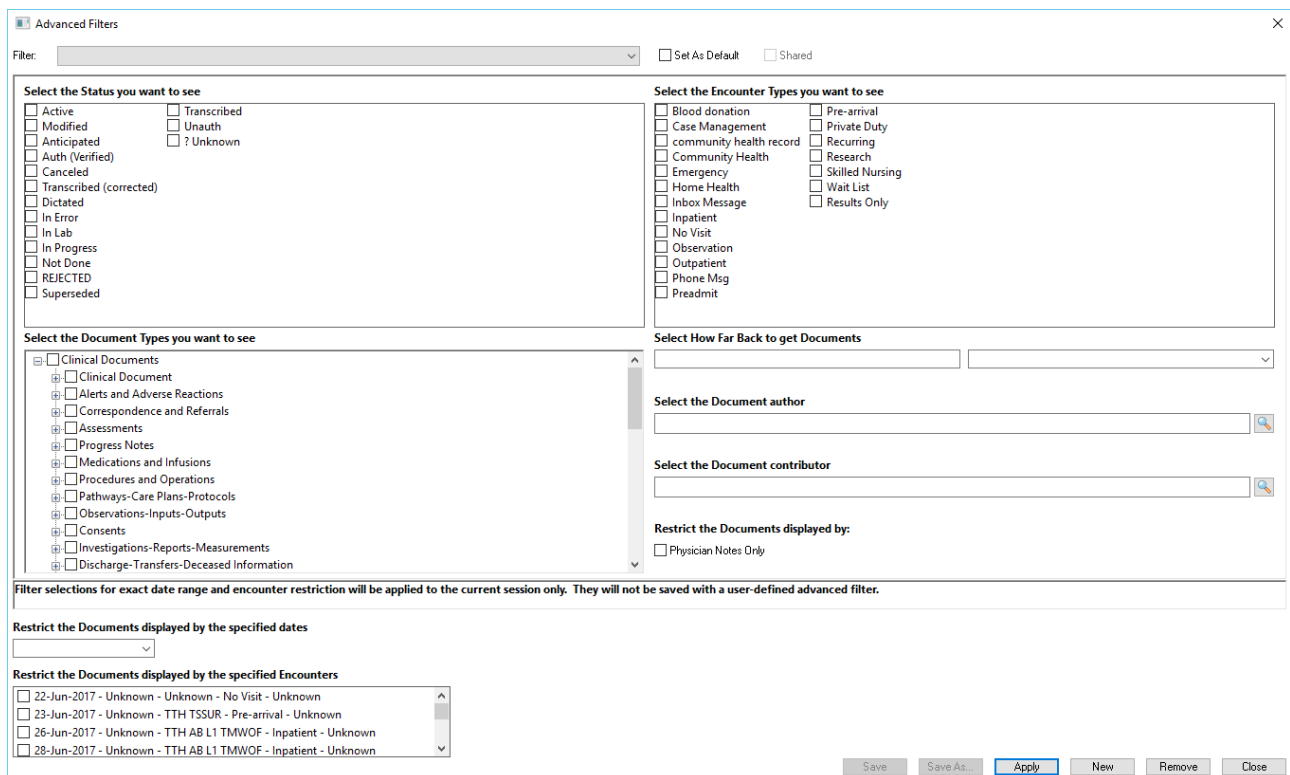 Advanced Filters
Filter:
Set As Default
Shared
Select the Status you want to see
Active
Modified
Anticipated
Auth (Verified)
Canceled
Transcribed (corrected)
Dictated
In Error
In Lab
In Progress
Not Done
REJECTED
Superseded
Transcribed
Unauth
? Unknown
Select the Encounter Types you want to see
Blood donation
Case Management
community health record
Community Health
Emergency
Home Health
Inbox Message
Inpatient
No Visit
Observation
Outpatient
Phone Msg
Preadmit
Pre-arrival
Private Duty
Recurring
Research
Skilled Nursing
Wait List
Results Only
Select the Document Types you want to see
Clinical Documents
Clinical Document
Alerts and Adverse Reactions
Correspondence and Referrals
Assessments
Progress Notes
Medications and Infusions
Procedures and Operations
Pathways-Care Plans-Protocols
Observations-Inputs-Outputs
Consents
Investigations-Reports-Measurements
Discharge-Transfers-Deceased Information
Select How Far Back to get Documents
Select the Document author
Select the Document contributor
Restrict the Documents displayed by:
Physician Notes Only
Filter selections for exact date range and encounter restriction will be applied to the current session only.  They will not be saved with a user-defined advanced filter.
Restrict the Documents displayed by the specified dates
Restrict the Documents displayed by the specified Encounters
22-Jun-2017 - Unknown - Unknown - No Visit - Unknown
23-Jun-2017 - Unknown - TTH TSSUR - Pre-arrival - Unknown
26-Jun-2017 - Unknown - TTH AB L1 TMWOF - Inpatient - Unknown
28-Jun-2017 - Unknown - TTH AB L1 TMWOF - Inpatient - Unknown
Save
Save As...
Apply
New
Remove
Close